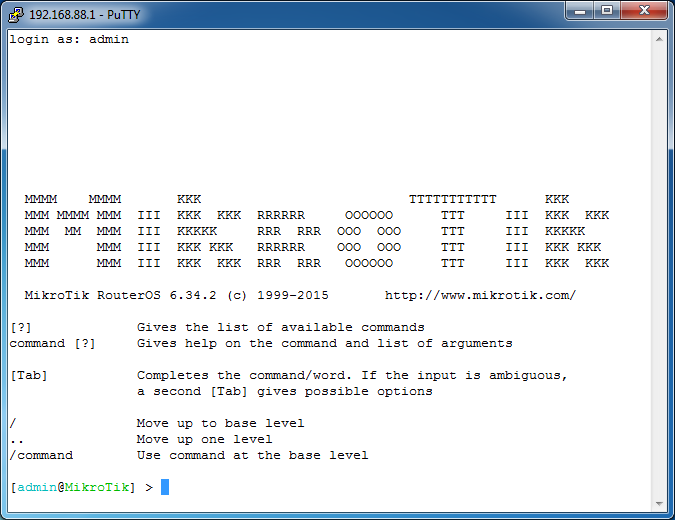 192.168.88.1 - PuTTY
login as: admin
  MMMM    MMMM       KKK                          TTTTTTTTTTT      KKK
  MMM MMMM MMM  III  KKK  KKK  RRRRRR     OOOOOO      TTT     III  KKK  KKK
  MMM  MM  MMM  III  KKKKK     RRR  RRR  OOO  OOO     TTT     III  KKKKK
  MMM      MMM  III  KKK KKK   RRRRRR    OOO  OOO     TTT     III  KKK KKK
  MMM      MMM  III  KKK  KKK  RRR  RRR   OOOOOO      TTT     III  KKK  KKK
  MikroTik RouterOS 6.34.2 (c) 1999-2015       http://www.mikrotik.com/
[?]             Gives the list of available commands
command [?]     Gives help on the command and list of arguments
[Tab]           Completes the command/word. If the input is ambiguous,
                a second [Tab] gives possible options
/               Move up to base level
..              Move up one level
/command        Use command at the base level
[admin@MikroTik] >